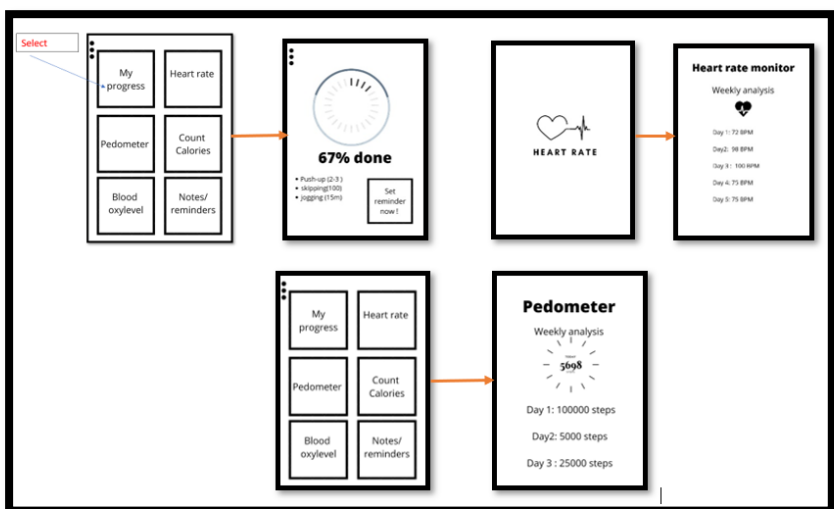 Select
My
progress
Heart rate
Pedometer
Count
Calories
Blood
oxylevel
Notes/
reminders
67% done
• Push-up (2-3 )
• skipping(100)
• jogging (15m)
Set
reminder
now !
HEART RATE
Heart rate monitor
Weekly analysis
Day 1: 72 BPM
Day2: 98 BPM
Day 3 : 100 BPM
Day 4: 75 BPM
Day 5: 76 BPM
My
progress
Heart rate
Pedometer
Count
Calories
Blood
oxylevel
Notes/
reminders
Pedometer
Weekly analysis
5698
Day 1: 100000 steps
Day2: 5000 steps
Day 3 : 25000 steps